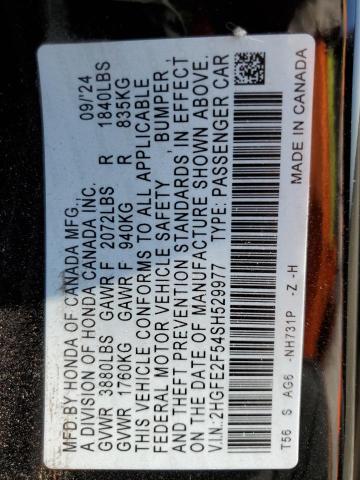 MFD.BY HONDA OF CANADA MFG., 09/'24
A DIVISION OF HONDA CANADA INC.
GVWR 3880LBS GAWR F 2072LBS R 1840LBS
GVWR 1760KG GAWR F 940KG R 835KG
THIS VEHICLE CONFORMS TO ALL APPLICABLE
FEDERAL MOTOR VEHICLE SAFETY , BUMPER ,
AND THEFT PREVENTION STANDARDS IN EFFECT
ON THE DATE OF MANUFACTURE SHOWN ABOVE.
V.I.N.: 2HGFE2F54SH529977 TYPE: PASSENGER CAR
T56 S AG6 -NH731P -Z -H MADE IN CANADA